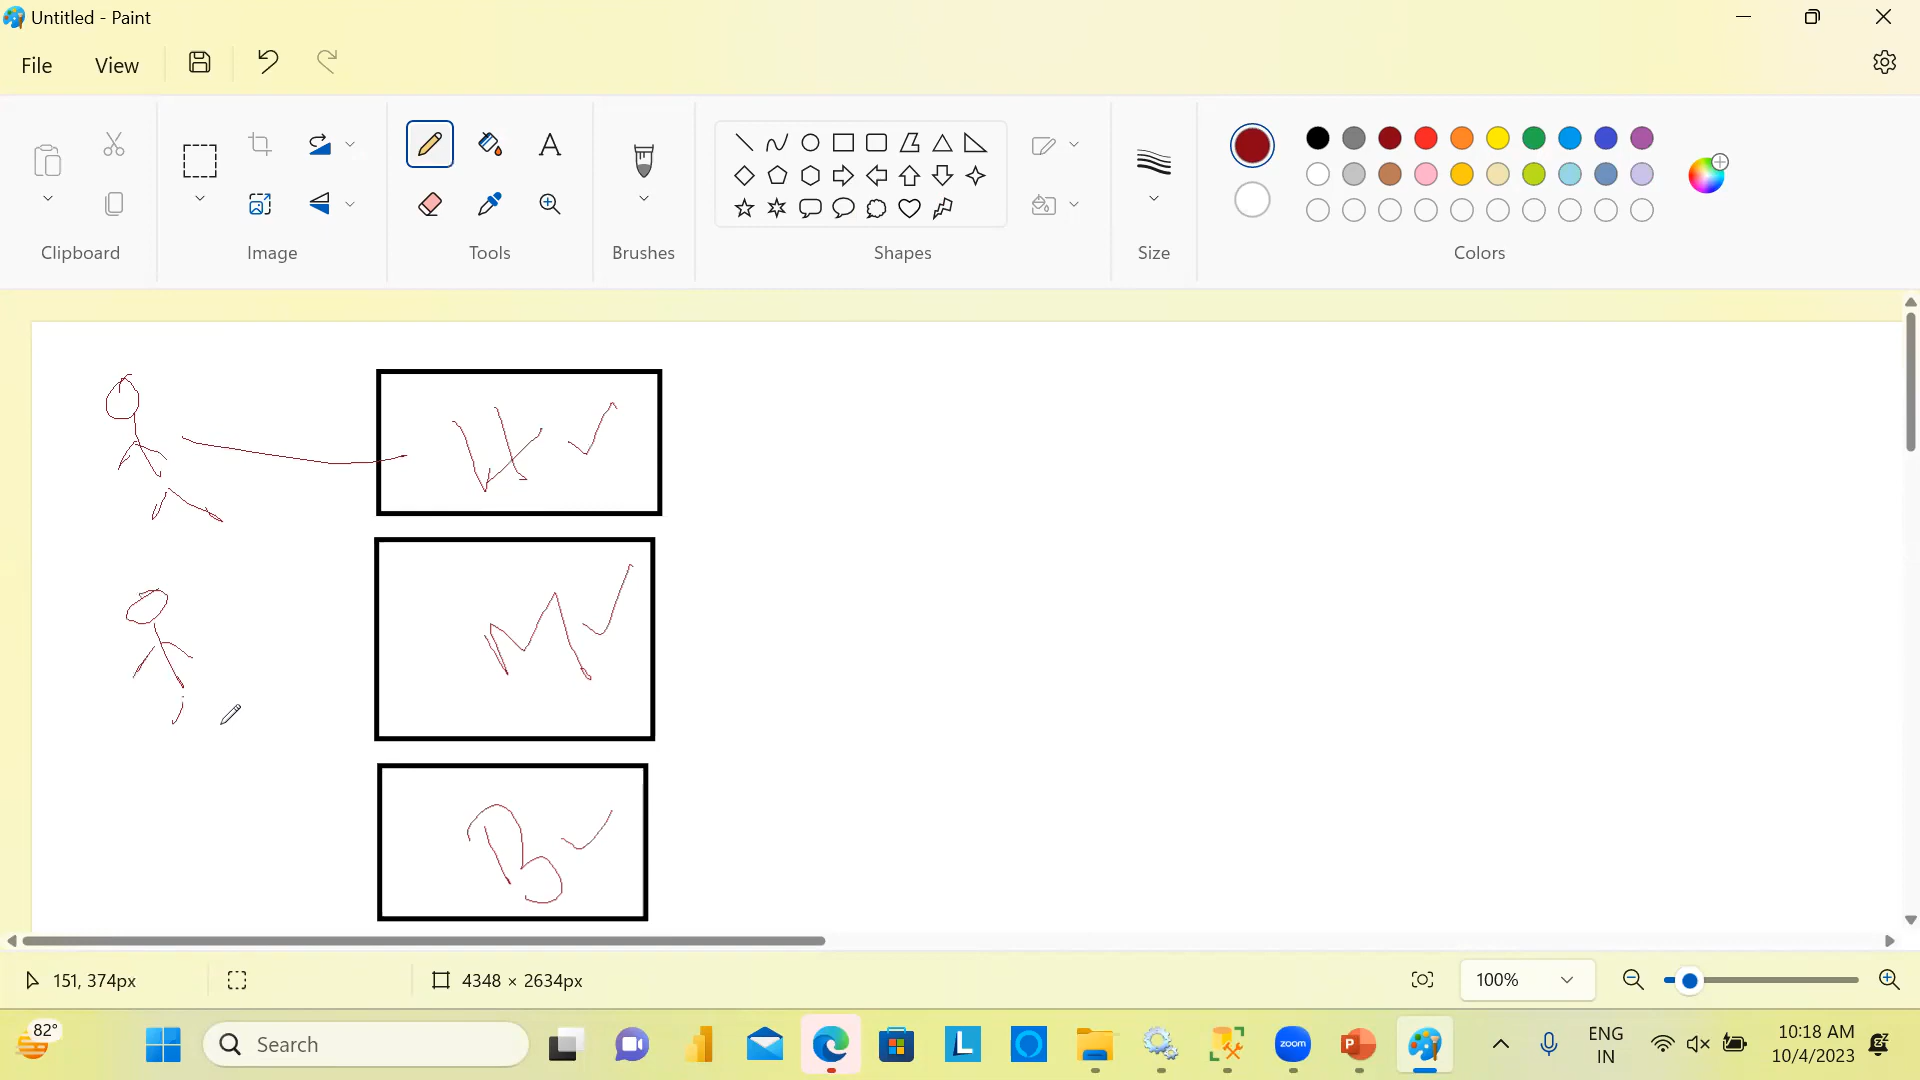 Untitled - Paint
File View
Clipboard
Image
Tools
Brushes
Shapes
Size
Colors
M
B
151, 374px
4348 × 2634px
100%
82°
Search
L
zoom
P
ENG
IN
10:18 AM
10/4/2023